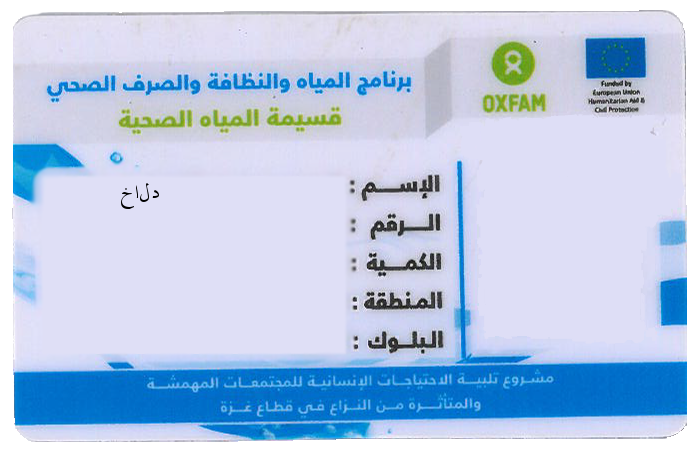 برنامج المياه والنظافة والصرف الصحي
قسيمة المياه الصحية
OXFAM
Funded by
European Union
Humanitarian Aid &
Civil Protection
الإسم : دلاخ
الرقم :
الكمية :
المنطقة :
البلوك :
مشروع تلبية الاحتياجات الإنسانية للمجتمعات المهمشة
والمتأثرة من النزاع في قطاع غزة